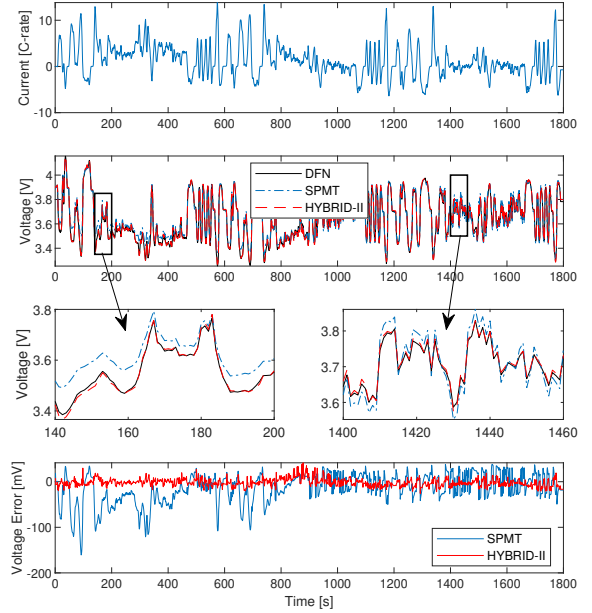 Current [C-rate]
10
0
-10
0 200 400 600 800 1000 1200 1400 1600 1800
Voltage [V]
4
3.8
3.6
3.4
DFN
SPMT
HYBRID-II
0 200 400 600 800 1000 1200 1400 1600 1800
Voltage [V]
3.8
3.6
3.4
140 160 180 200
3.8
3.7
3.6
1400 1420 1440 1460
Voltage Error [mV]
0
-100
-200
SPMT
HYBRID-II
0 200 400 600 800 1000 1200 1400 1600 1800
Time [s]